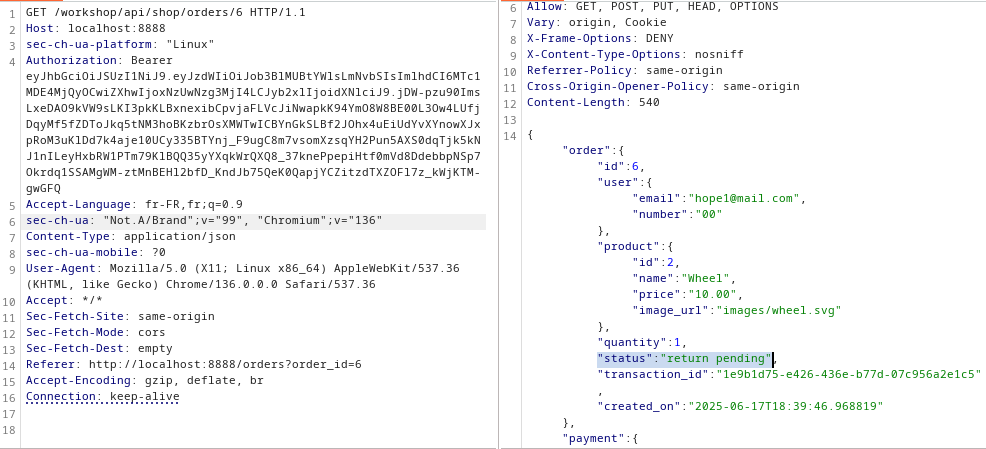 1 GET /workshop/api/shop/orders/6 HTTP/1.1
2 Host: localhost:8888
3 sec-ch-ua-platform: "Linux"
4 Authorization: Bearer
eyJhbGciOiJSUzI1NiJ9.eyJzdWIiOiJob3BlMUBtYWlsLmNvbSIsImlhdCI6MTc1
MDE4MjQyOCwiZXhwIjoxNzUwNzg3MjI4LCJyb2xlIjoidXNlciJ9.jDW-pzu90Ims
LxeDAO9kVW9sLKI3pkKLBxnexibCpvjaFLVcJiNwapkK94YmO8W8BE00L3Ow4LUfj
DqyMf5fZDToJkq5tNM3hoBKzbrOsXMWTwICBYnGkSLBf2JOhx4uEiUdYvXYnowXJx
pRoM3uKlDd7k4aje10UCy335BTYnj_F9ugC8m7vsomXzsqYH2Pun5AXS0dqTjk5kN
J1nILeyHxbRW1PTm79KlBQQ35yYXqkWrQXQ8_37knePpepiHtf0mVd8DdebbpNSp7
Okrdq1SSAMgWM-ztMnBEHl2bfD_KndJb75QeK0QapjYCZitzdTXZOFl7z_kWjKTM-
gwGFQ
5 Accept-Language: fr-FR,fr;q=0.9
6 sec-ch-ua: "Not.A/Brand";v="99", "Chromium";v="136"
7 Content-Type: application/json
8 sec-ch-ua-mobile: ?0
9 User-Agent: Mozilla/5.0 (X11; Linux x86_64) AppleWebKit/537.36
(KHTML, like Gecko) Chrome/136.0.0.0 Safari/537.36
10 Accept: */*
11 Sec-Fetch-Site: same-origin
12 Sec-Fetch-Mode: cors
13 Sec-Fetch-Dest: empty
14 Referer: http://localhost:8888/orders?order_id=6
15 Accept-Encoding: gzip, deflate, br
16 Connection: keep-alive
17
18
6 Allow: GET, POST, PUT, HEAD, OPTIONS
7 Vary: origin, Cookie
8 X-Frame-Options: DENY
9 X-Content-Type-Options: nosniff
10 Referrer-Policy: same-origin
11 Cross-Origin-Opener-Policy: same-origin
12 Content-Length: 540
13
14 {
"order":{
"id":6,
"user":{
"email":"hope1@mail.com",
"number":"00"
},
"product":{
"id":2,
"name":"Wheel",
"price":"10.00",
"image_url":"images/wheel.svg"
},
"quantity":1,
"status":"return pending",
"transaction_id":"1e9b1d75-e426-436e-b77d-07c956a2e1c5"
,
"created_on":"2025-06-17T18:39:46.968819"
},
"payment":{